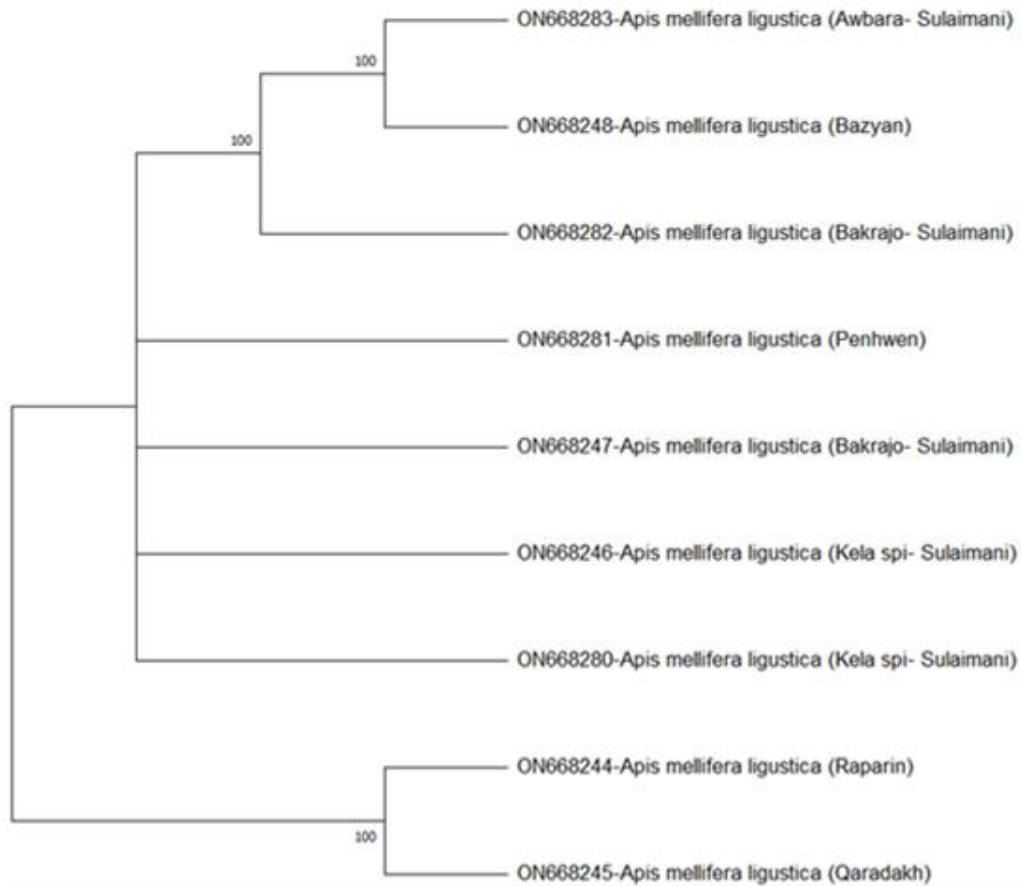 ON668283-Apis mellifera ligustica (Awbara- Sulaimani)
100
ON668248-Apis mellifera ligustica (Bazyan)
100
ON668282-Apis mellifera ligustica (Bakrajo- Sulaimani)
ON668281-Apis mellifera ligustica (Penhwen)
ON668247-Apis mellifera ligustica (Bakrajo- Sulaimani)
ON668246-Apis mellifera ligustica (Kela spi- Sulaimani)
ON668280-Apis mellifera ligustica (Kela spi- Sulaimani)
ON668244-Apis mellifera ligustica (Raparin)
100
ON668245-Apis mellifera ligustica (Qaradakh)